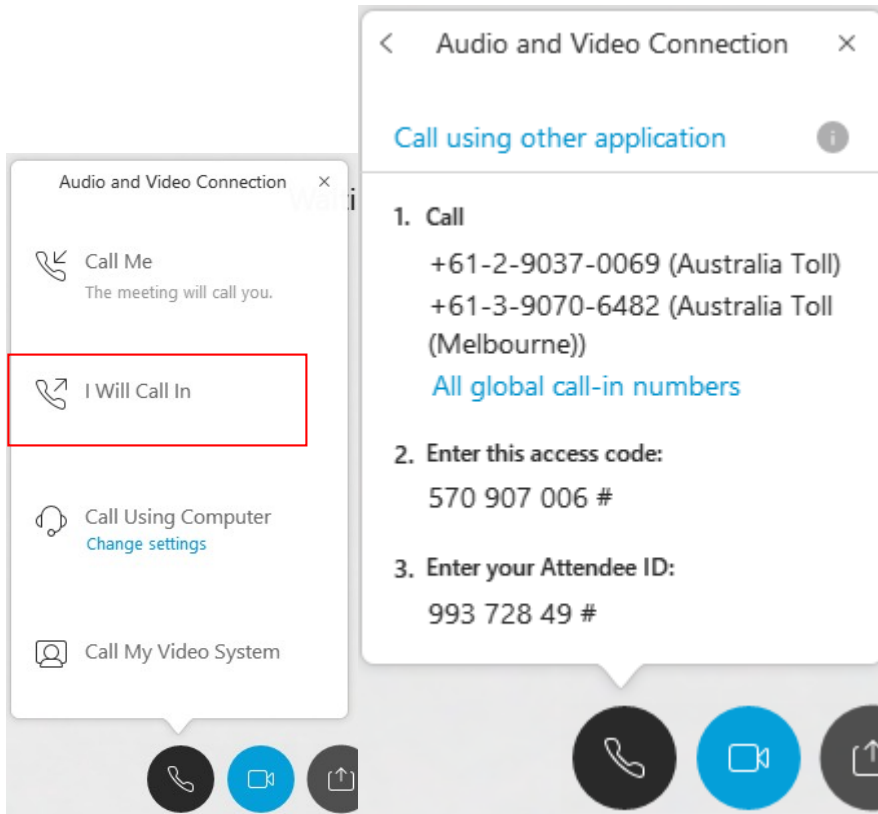 Audio and Video Connection
Call Me
The meeting will call you.
I Will Call In
Call Using Computer
Change settings
Call My Video System
Audio and Video Connection
Call using other application
1. Call
+61-2-9037-0069 (Australia Toll)
+61-3-9070-6482 (Australia Toll
(Melbourne))
All global call-in numbers
2. Enter this access code:
570 907 006 #
3. Enter your Attendee ID:
993 728 49 #